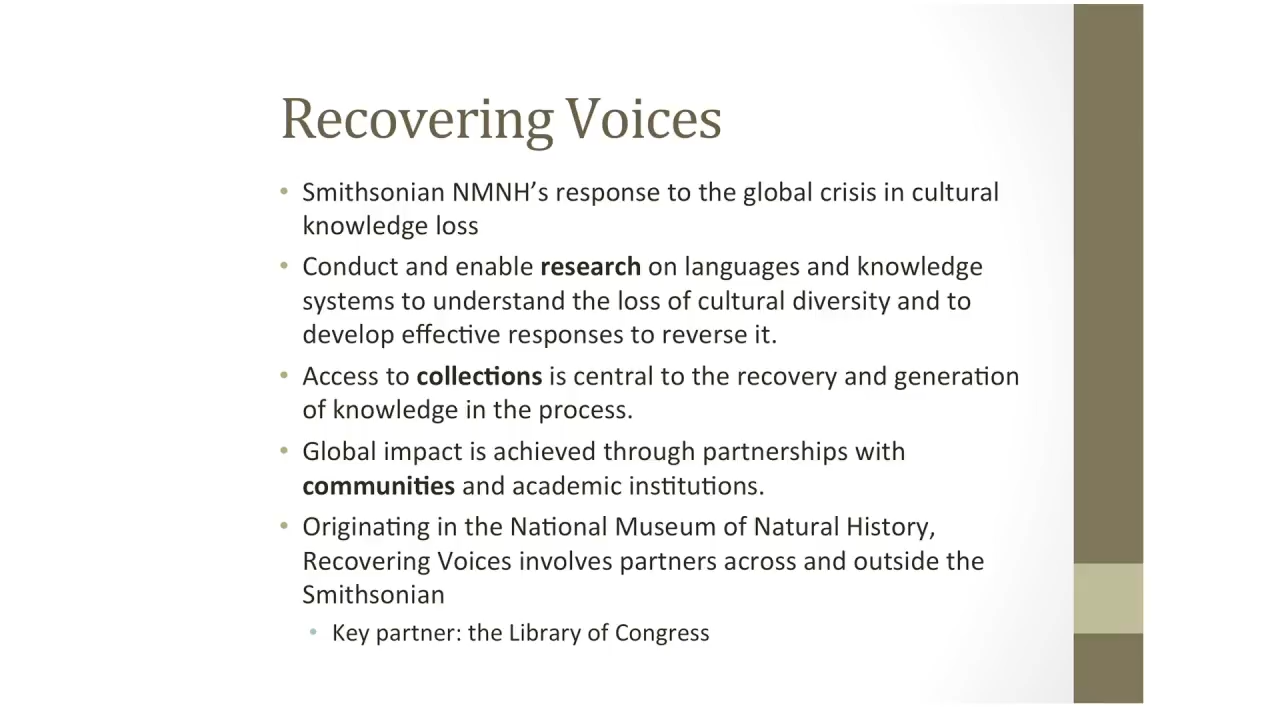 Recovering Voices
• Smithsonian NMNH’s response to the global crisis in cultural
knowledge loss
• Conduct and enable research on languages and knowledge
systems to understand the loss of cultural diversity and to
develop effective responses to reverse it.
• Access to collections is central to the recovery and generation
of knowledge in the process.
• Global impact is achieved through partnerships with
communities and academic institutions.
• Originating in the National Museum of Natural History,
Recovering Voices involves partners across and outside the
Smithsonian
• Key partner: the Library of Congress